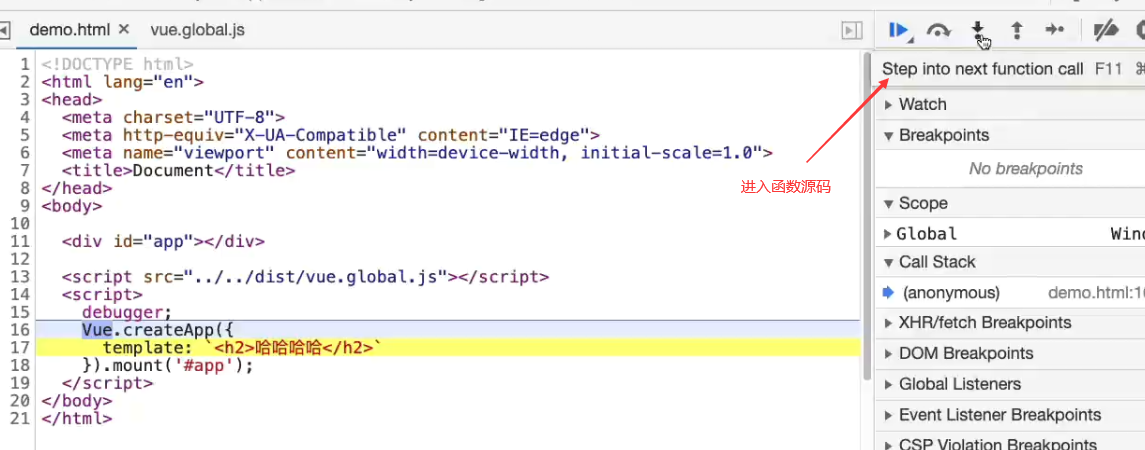 demo.html ×
vue.global.js
1 <!DOCTYPE html>
2 <html lang="en">
3 <head>
4 <meta charset="UTF-8">
5 <meta http-equiv="X-UA-Compatible" content="IE=edge">
6 <meta name="viewport" content="width=device-width, initial-scale=1.0">
7 <title>Document</title>
8 </head>
9 <body>
10
11 <div id="app"></div>
12
13 <script src="../../dist/vue.global.js"></script>
14 <script>
15 debugger;
16 Vue.createApp({
17 template: `<h2>哈哈哈哈</h2>`
18 }).mount('#app');
19 </script>
20 </body>
21 </html>
Step into next function call F11 ⌘
进入函数源码
Watch
Breakpoints
No breakpoints
Scope
Global Wind
Call Stack
(anonymous) demo.html:16
XHR/fetch Breakpoints
DOM Breakpoints
Global Listeners
Event Listener Breakpoints
CSP Violation Breakpoints